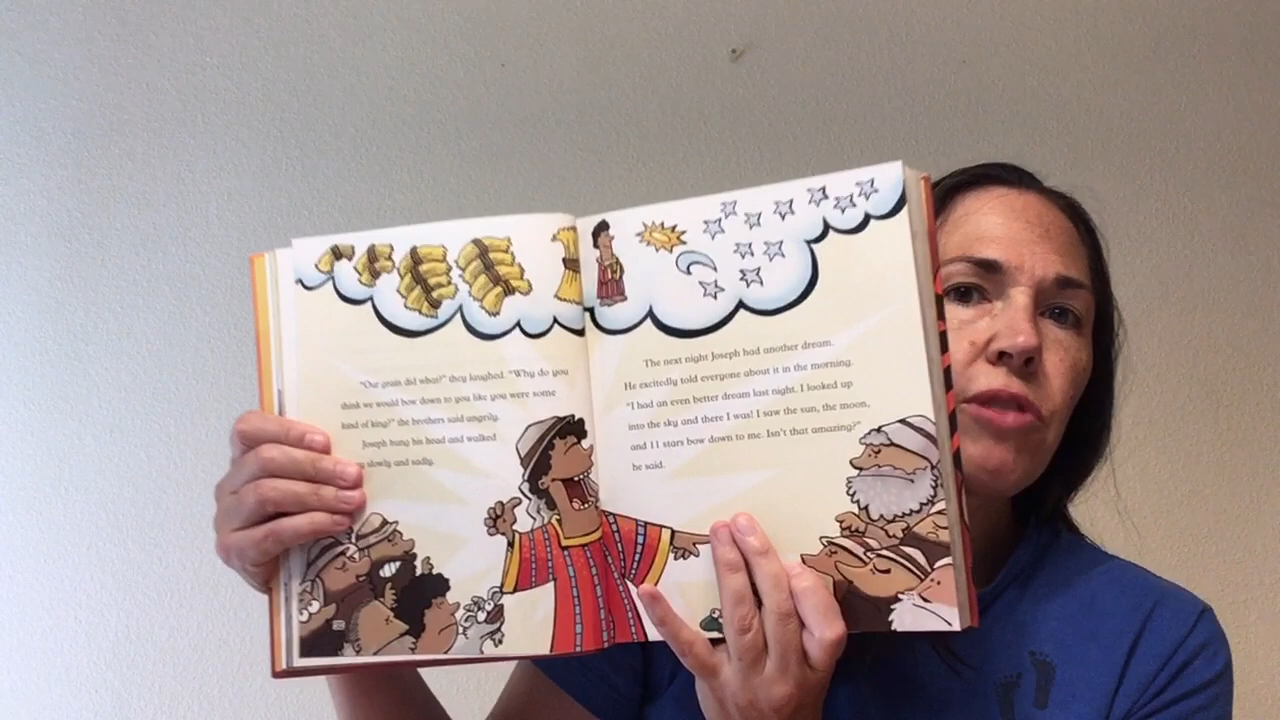 "Our grain did what?" they laughed. "Why do you
think we would bow down to you like you were some
kind of king?" the brothers said angrily.
Joseph hung his head and walked
slowly and sadly.
The next night Joseph had another dream.
He excitedly told everyone about it in the morning.
"I had an even better dream last night. I looked up
into the sky and there I was! I saw the sun, the moon,
and 11 stars bow down to me. Isn't that amazing?"
he said.